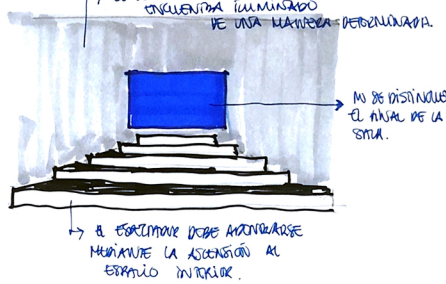 ENCUENTRA ILUMINADO
DE UNA MANERA DETERMINADA.
NO SE DISTINGUE
EL FINAL DE LA
SALA.
EL ESPECTADOR DEBE
MEDIANTE LA ASCENSIÓN AL
ESPACIO INTERIOR.